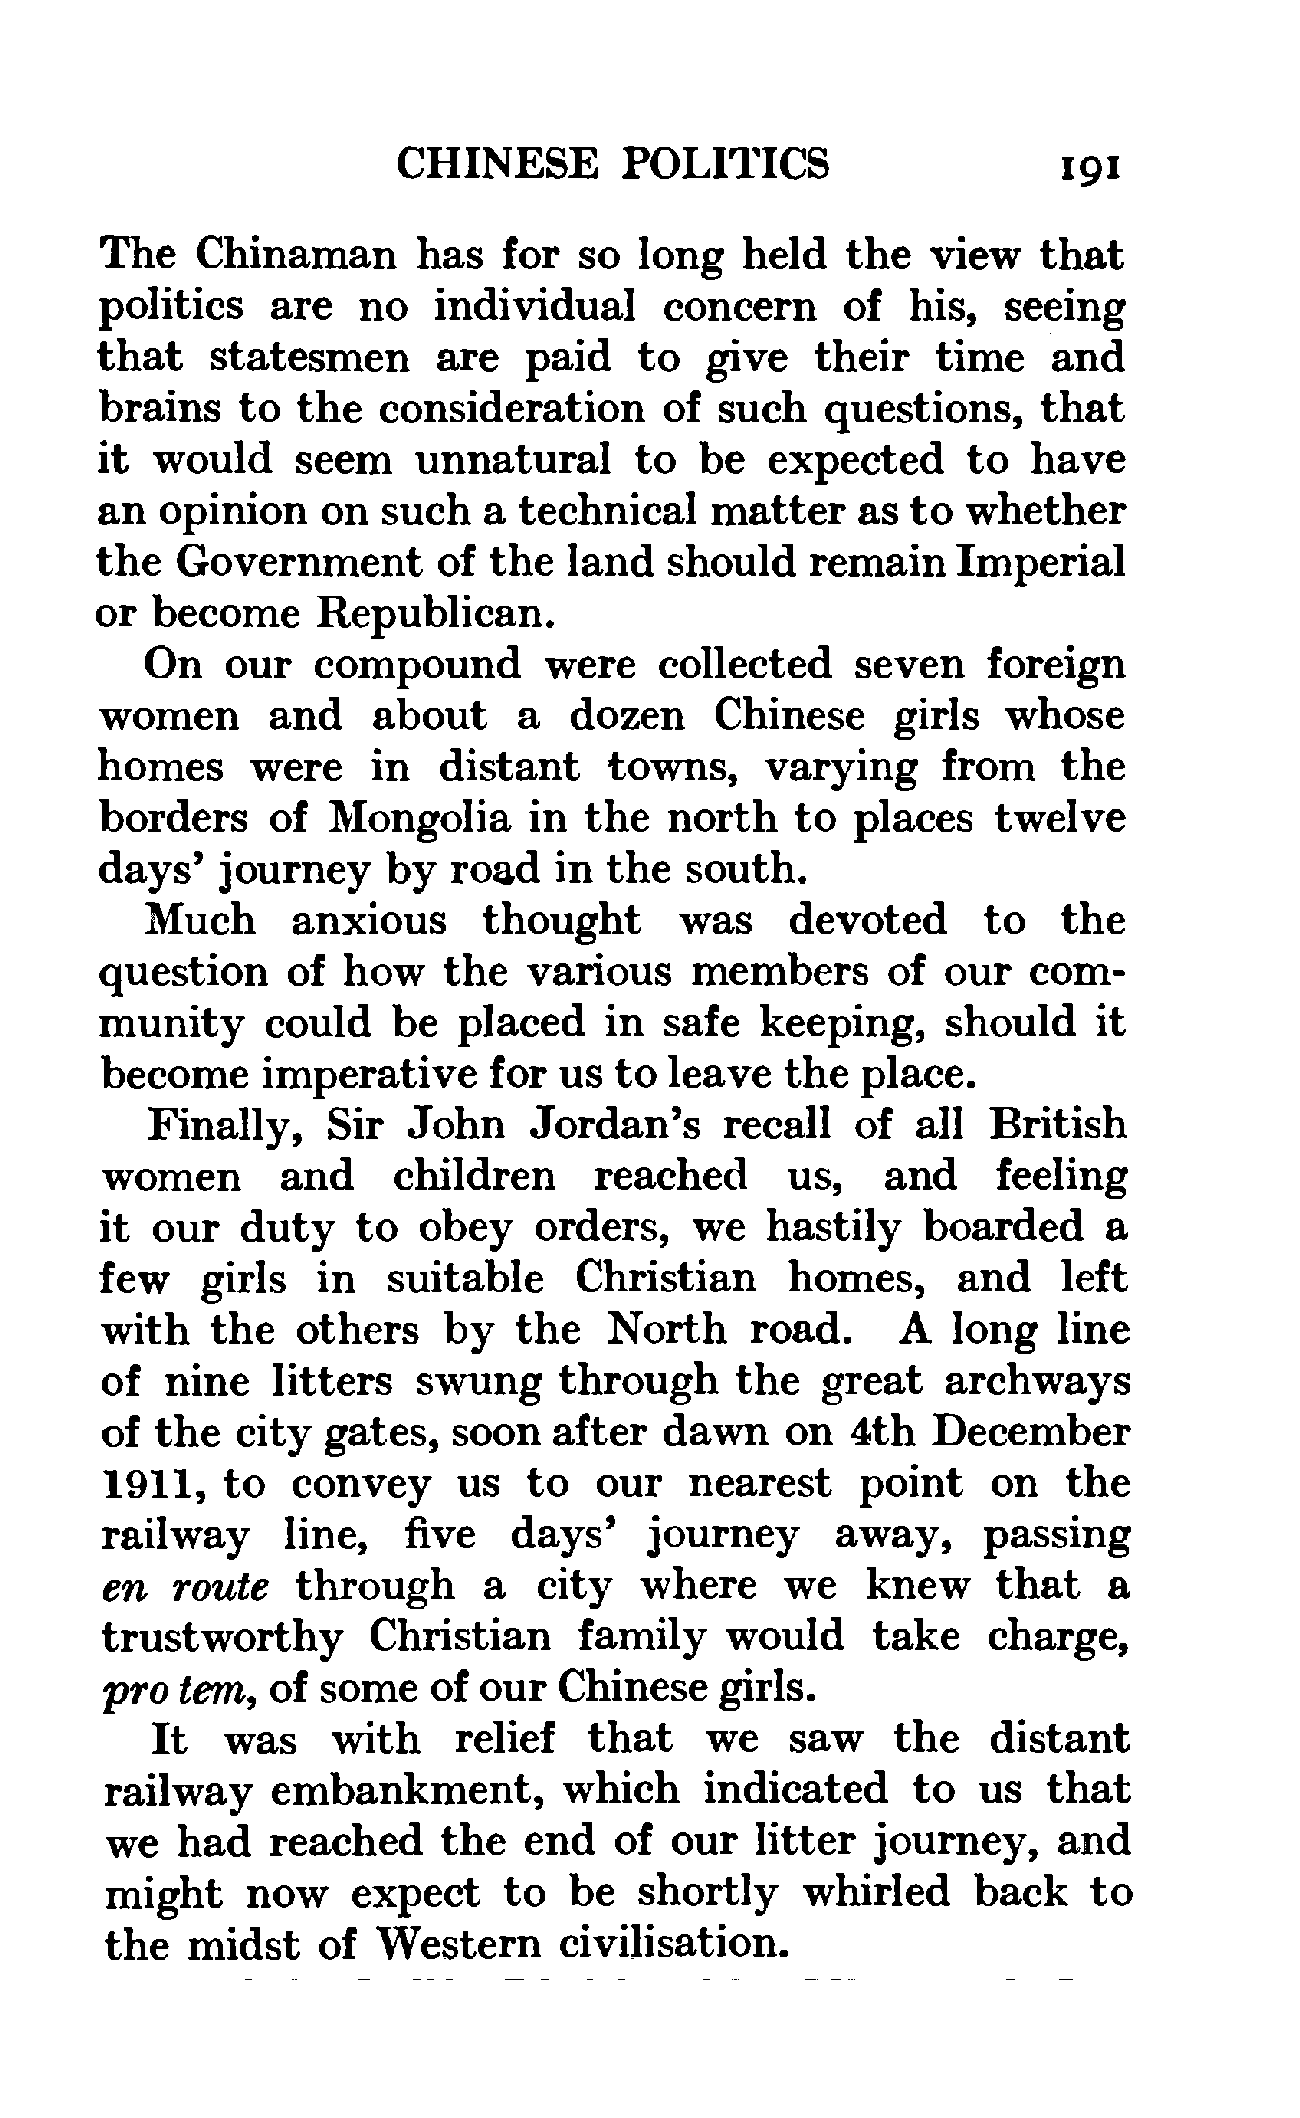 CHINESE POLITICS 191
The Chinaman has for so long held the view that
politics are no individual concern of his, seeing
that statesmen are paid to give their time and
brains to the consideration of such questions, that
it would seem unnatural to be expected to have
an opinion on such a technical matter as to whether
the Government of the land should remain Imperial
or become Republican.
On our compound were collected seven foreign
women and about a dozen Chinese girls whose
homes were in distant towns, varying from the
borders of Mongolia in the north to places twelve
days' journey by road in the south.
Much anxious thought was devoted to the
question of how the various members of our com-
munity could be placed in safe keeping, should it
become imperative for us to leave the place.
Finally, Sir John Jordan's recall of all British
women and children reached us, and feeling
it our duty to obey orders, we hastily boarded a
few girls in suitable Christian homes, and left
with the others by the North road. A long line
of nine litters swung through the great archways
of the city gates, soon after dawn on 4th December
1911, to convey us to our nearest point on the
railway line, five days' journey away, passing
en route through a city where we knew that a
trustworthy Christian family would take charge,
pro tem, of some of our Chinese girls.
It was with relief that we saw the distant
railway embankment, which indicated to us that
we had reached the end of our litter journey, and
might now expect to be shortly whirled back to
the midst of Western civilisation.